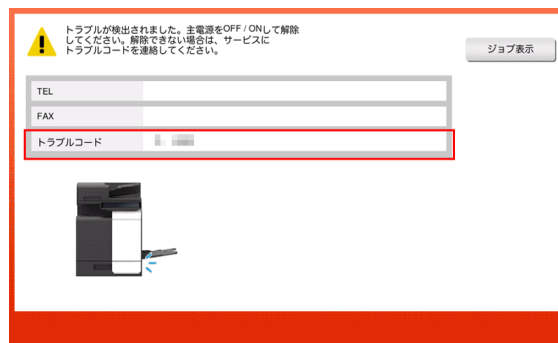 トラブルが検出されました。主電源をOFF / ONして解除
してください。解除できない場合は、サービスに
トラブルコードを連絡してください。
ジョブ表示
TEL
FAX
トラブルコード